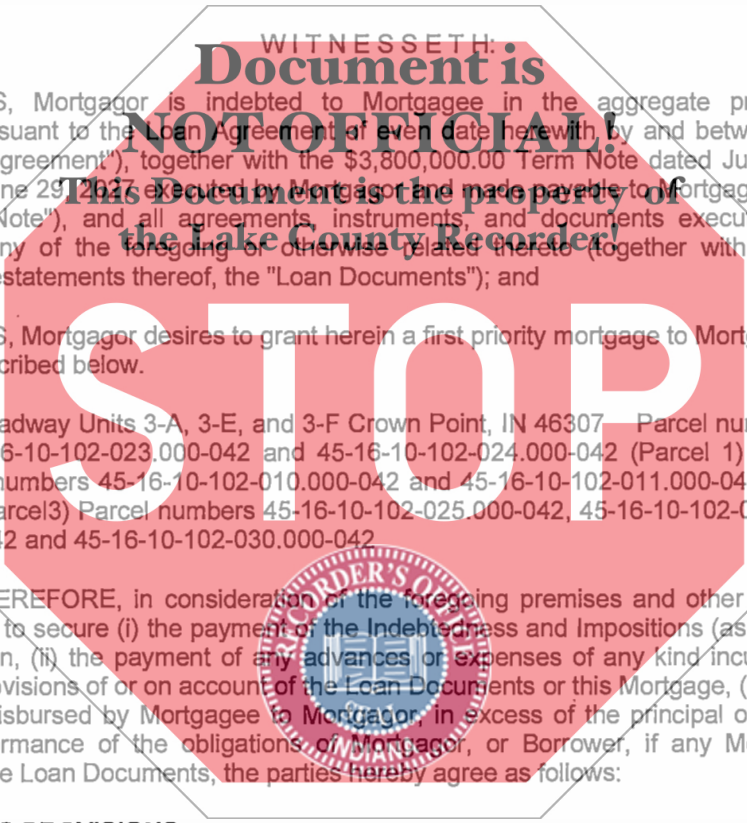 WITNESSETH:
Document is
S, Mortgagor is indebted to Mortgagee in the aggregate pr
NOT OFFICIAL!
suant to the Loan Agreement of even date herewith, by and betw
greement"), together with the $3,800,000.00 Term Note dated Ju
This Document is the property of
ne 29, 2027, executed by Mortgagor and made payable to Mortgag
Note"), and all agreements, instruments, and documents execu
the Lake County Recorder!
ny of the foregoing or otherwise related thereto (together with
estatements thereof, the "Loan Documents"); and
S, Mortgagor desires to grant herein a first priority mortgage to Mort
cribed below.
STOP
adway Units 3-A, 3-E, and 3-F Crown Point, IN 46307 Parcel nu
6-10-102-023.000-042 and 45-16-10-102-024.000-042 (Parcel 1)
numbers 45-16-10-102-010.000-042 and 45-16-10-102-011.000-04
arcel3) Parcel numbers 45-16-10-102-025.000-042, 45-16-10-102-0
2 and 45-16-10-102-030.000-042
EREFORE, in consideration of the foregoing premises and other
to secure (i) the payment of the Indebtedness and Impositions (as
n, (ii) the payment of any advances or expenses of any kind incu
visions of or on account of the Loan Documents or this Mortgage, (
isbursed by Mortgagee to Mortgagor, in excess of the principal o
rmance of the obligations of Mortgagor, or Borrower, if any M
e Loan Documents, the parties hereby agree as follows:
RECORDER'S OFFICE
SEAL
INDIANA